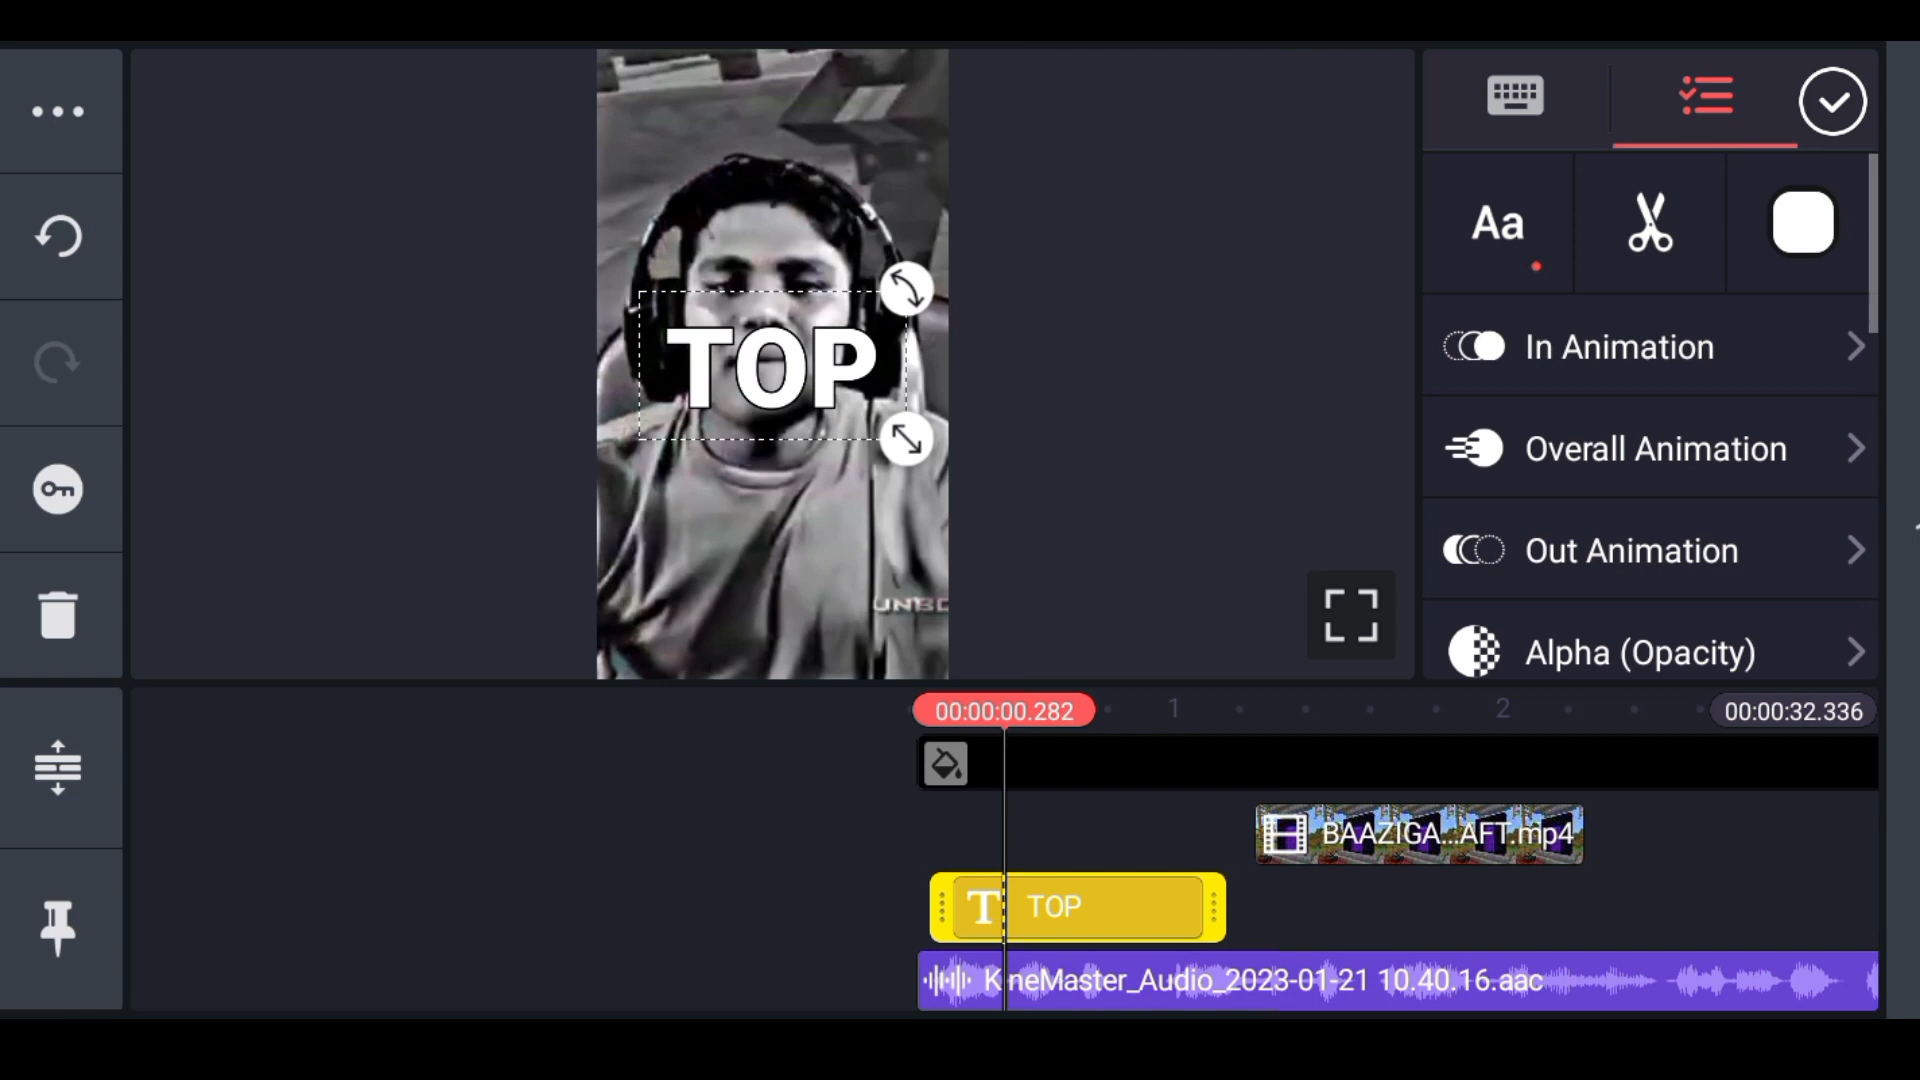 Aa
In Animation
Overall Animation
Out Animation
Alpha (Opacity)
TOP
UNBO
00:00:00.282
1
2
00:00:32.336
BAAZIGA...AFT.mp4
T TOP
KineMaster_Audio_2023-01-21 10.40.16.aac